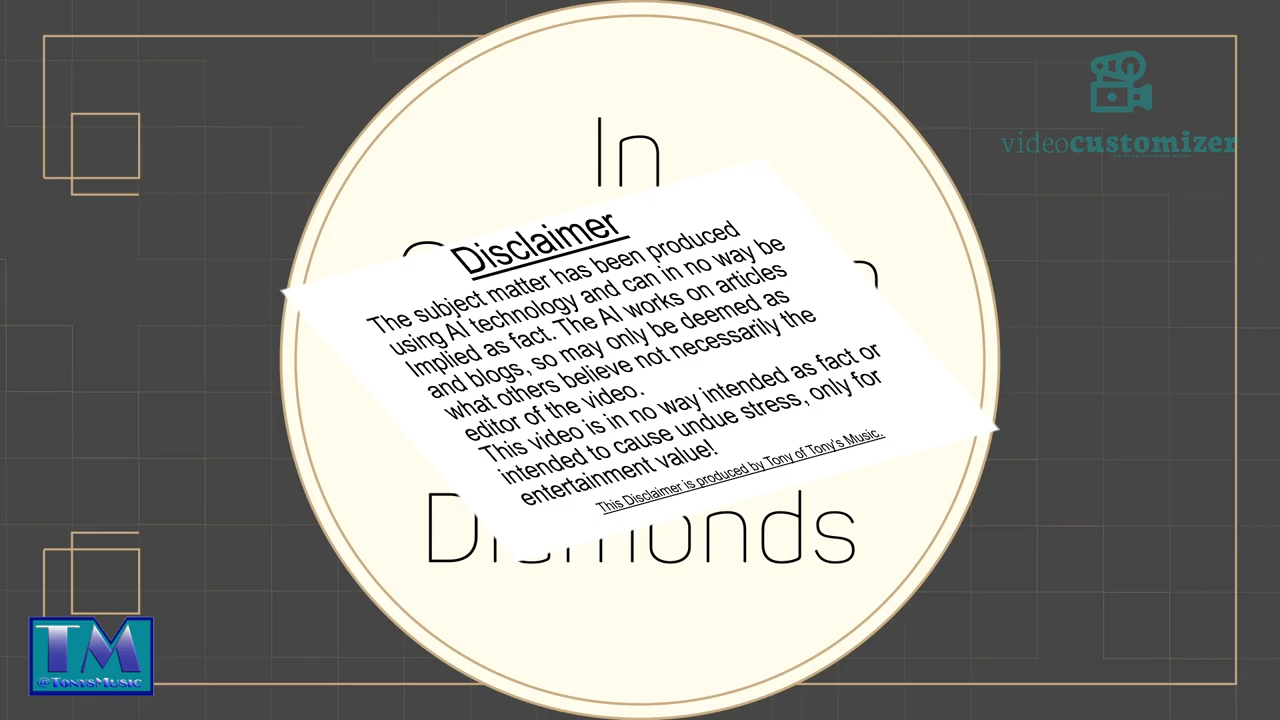 In
videocustomizer
Disclaimer
The subject matter has been produced
using AI technology and can in no way be
Implied as fact. The AI works on articles
and blogs, so may only be deemed as
what others believe not necessarily the
editor of the video.
This video is in no way intended as fact or
intended to cause undue stress, only for
entertainment value!
This Disclaimer is produced by Tony of Tony's Music.
Diamonds
TM
@TonysMusic